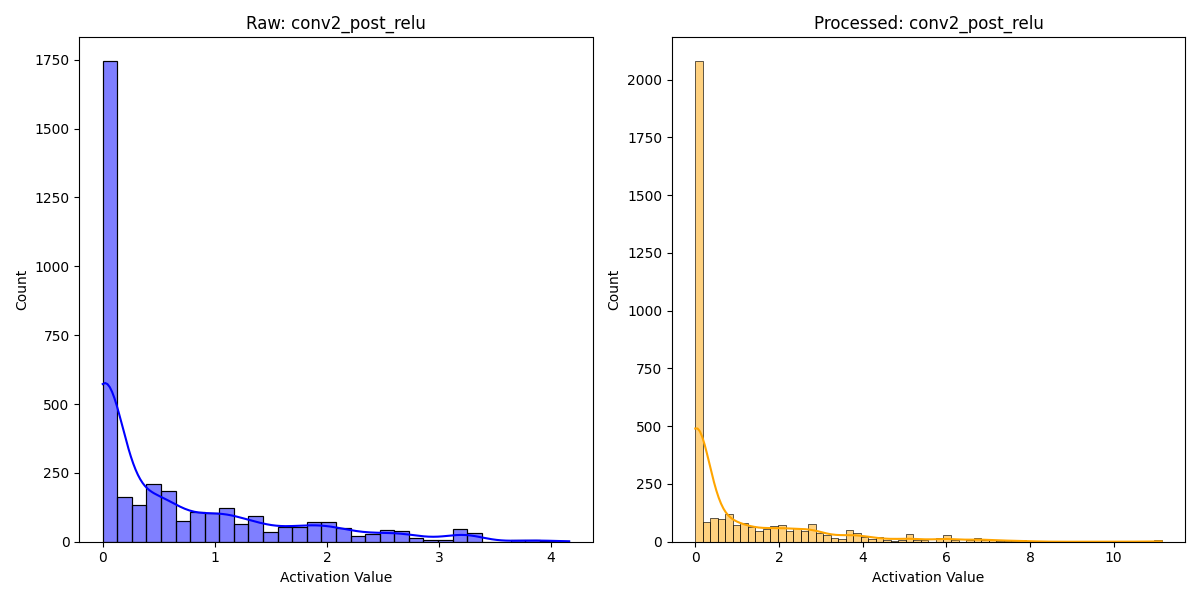 Raw: conv2_post_relu
Count
1750
1500
1250
1000
750
500
250
0
0 1 2 3 4
Activation Value
Processed: conv2_post_relu
Count
2000
1750
1500
1250
1000
750
500
250
0
0 2 4 6 8 10
Activation Value